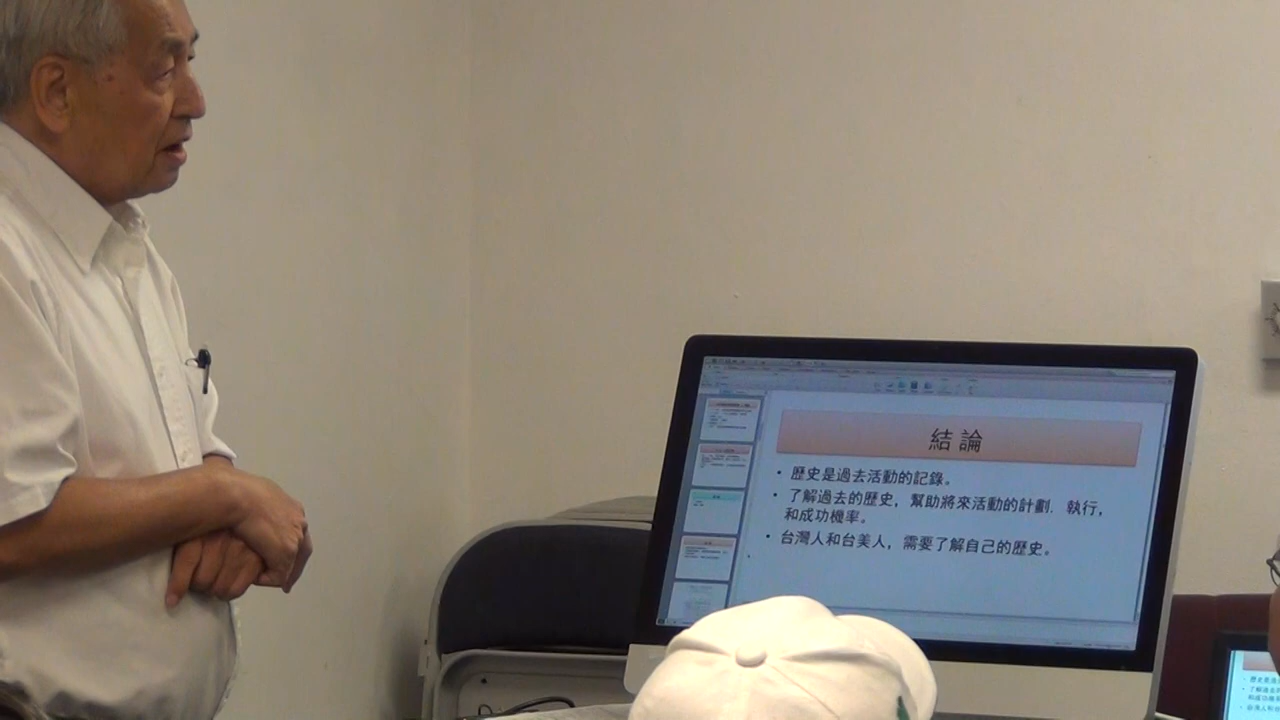 結論
• 歷史是過去活動的記錄。
• 了解過去的歷史, 幫助將來活動的計劃. 執行,
和成功機率。
• 台灣人和台美人, 需要了解自己的歷史。